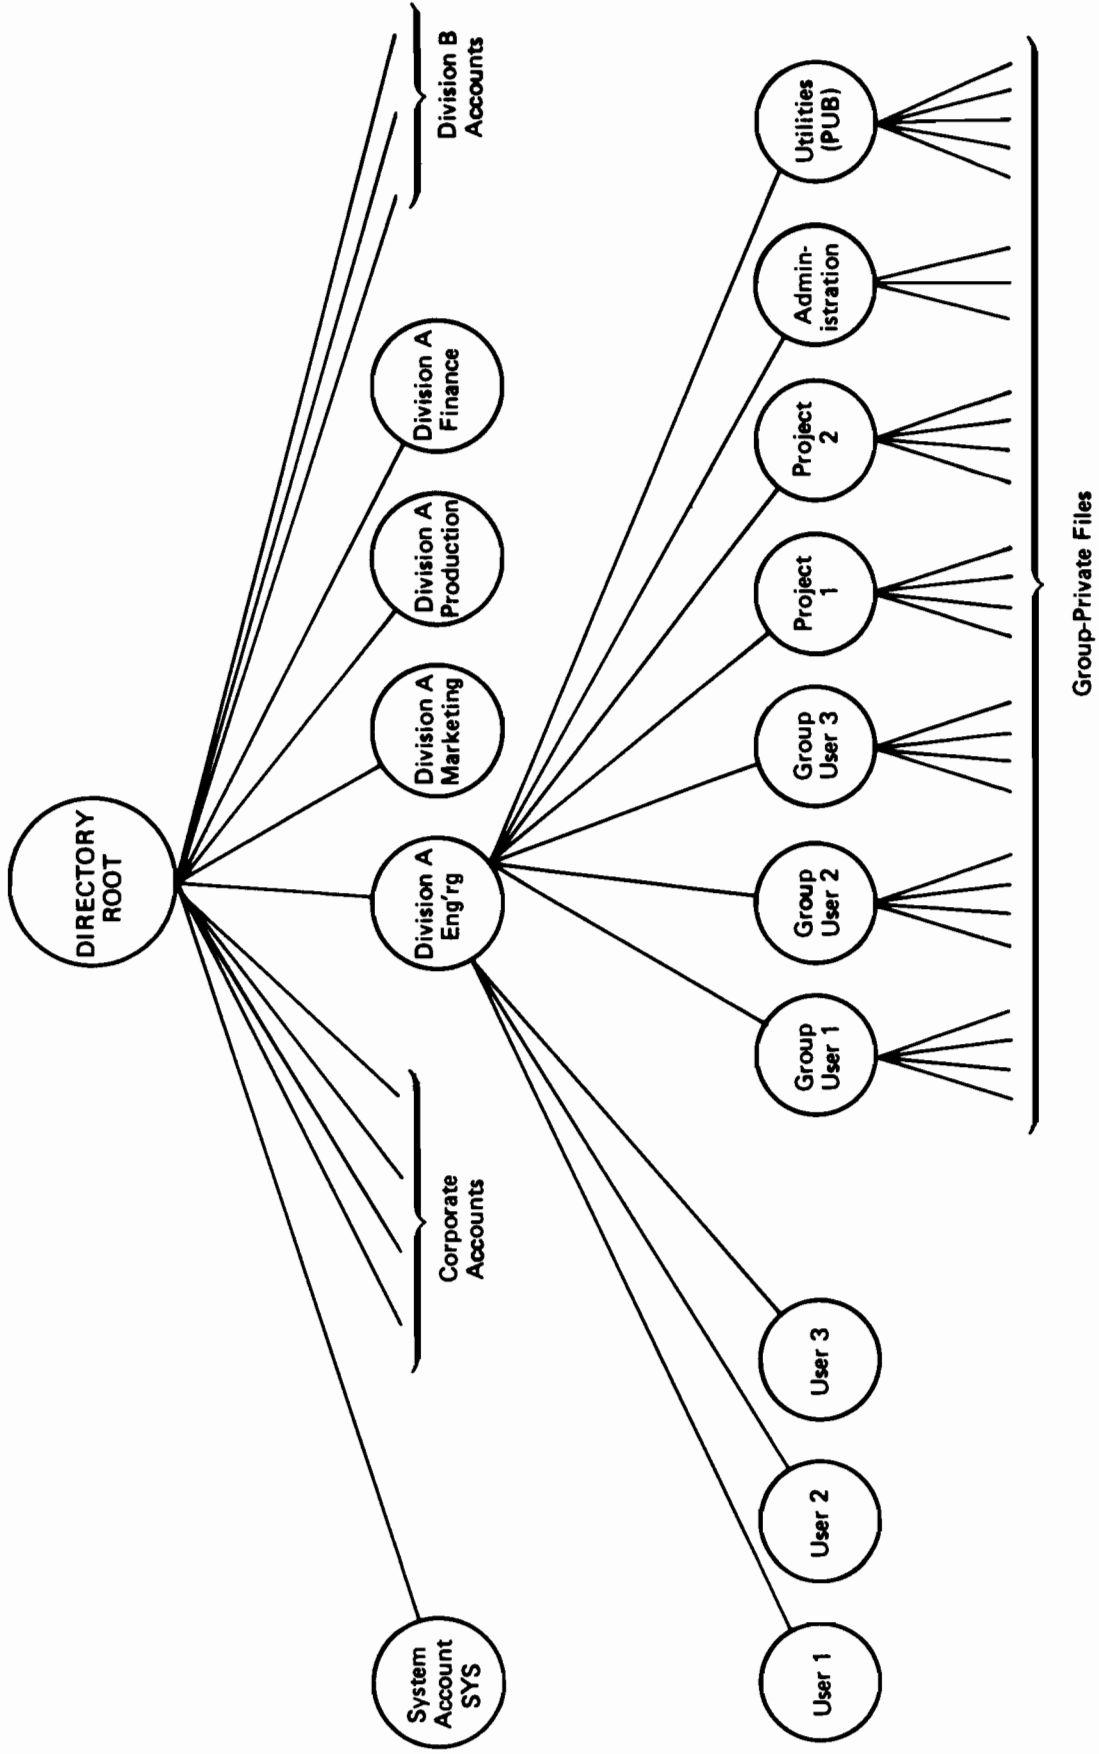 DIRECTORY
ROOT
System
Account
SYS
Corporate
Accounts
Division A
Eng'rg
Division A
Marketing
Division A
Production
Division A
Finance
Division B
Accounts
User 1
User 2
User 3
Group
User 1
Group
User 2
Group
User 3
Project
1
Project
2
Admin-
istration
Utilities
(PUB)
Group-Private Files